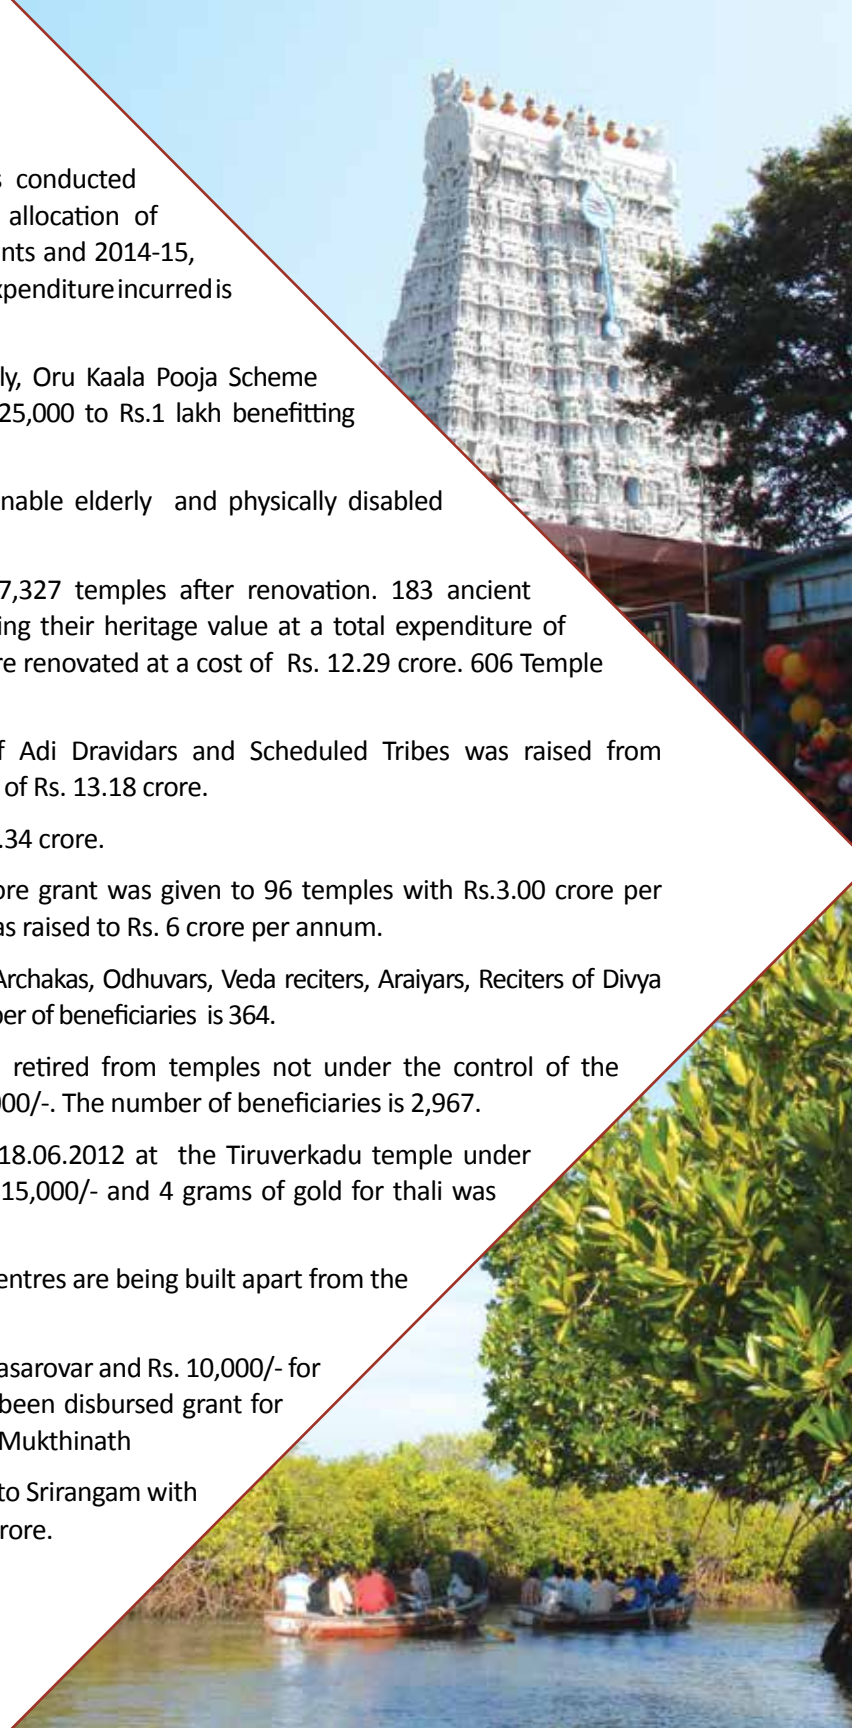 s conducted
allocation of
nts and 2014-15,
xpenditure incurred is
ly, Oru Kaala Pooja Scheme
25,000 to Rs.1 lakh benefitting
nable elderly and physically disabled
7,327 temples after renovation. 183 ancient
ing their heritage value at a total expenditure of
re renovated at a cost of Rs. 12.29 crore. 606 Temple
f Adi Dravidars and Scheduled Tribes was raised from
of Rs. 13.18 crore.
.34 crore.
ore grant was given to 96 temples with Rs.3.00 crore per
as raised to Rs. 6 crore per annum.
Archakas, Odhuvars, Veda reciters, Araiyars, Reciters of Divya
ber of beneficiaries is 364.
retired from temples not under the control of the
000/-. The number of beneficiaries is 2,967.
18.06.2012 at the Tiruverkadu temple under
15,000/- and 4 grams of gold for thali was
entres are being built apart from the
asarovar and Rs. 10,000/- for
been disbursed grant for
Mukthinath
to Srirangam with
rore.